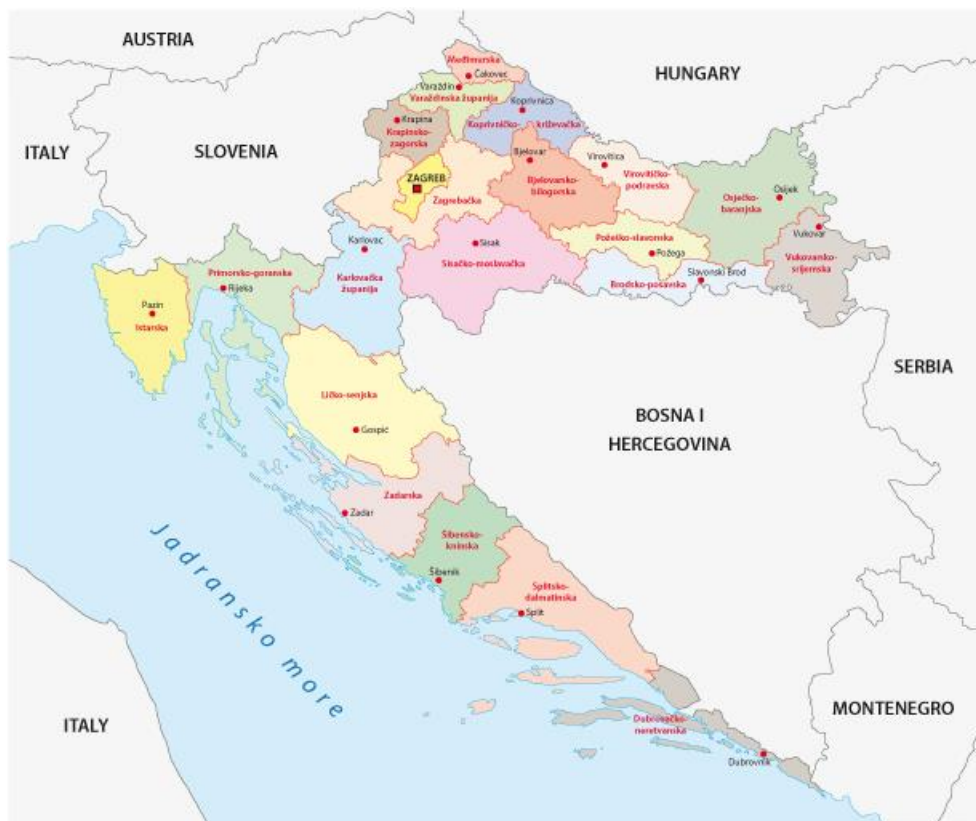 AUSTRIA
HUNGARY
ITALY
SLOVENIA
Međimurska
Čakovec
Varaždin
Varaždinska županija
Koprivnica
Krapina
Krapinsko-
zagorska
Koprivničko-
križevačka
Bjelovar
Virovitica
Bjelovarsko-
bilogorska
Virovitičko-
podravska
ZAGREB
Zagrebačka
Osječko-
baranjska
Osijek
Vukovar
Vukovarsko-
srijemska
Karlovac
Karlovačka
županija
Sisak
Sisačko-moslavačka
Požeško-slavonska
Požega
Slavonski Brod
Brodsko-posavska
Primorsko-goranska
Rijeka
Pazin
Istarska
SERBIA
Ličko-senjska
Gospić
BOSNA I
HERCEGOVINA
Zadarska
Zadar
Šibensko-
kninska
Šibenik
Splitsko-
dalmatinska
Split
Jadransko more
ITALY
MONTENEGRO
Dubrovačko-
neretvanska
Dubrovnik